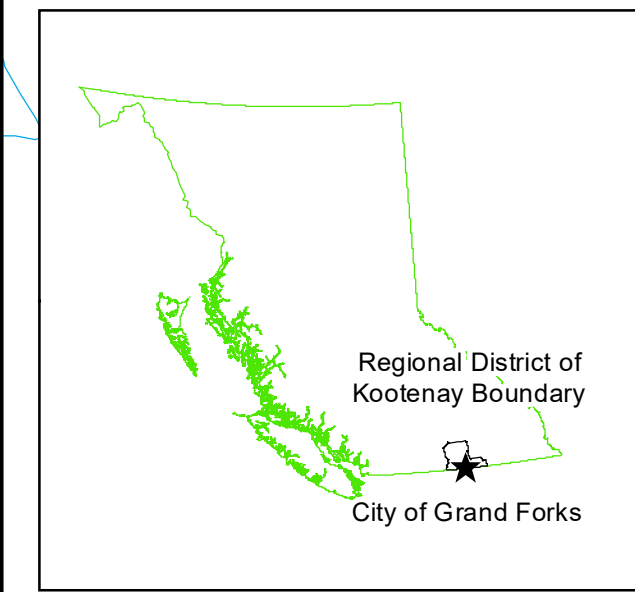 Regional District of
Kootenay Boundary
City of Grand Forks